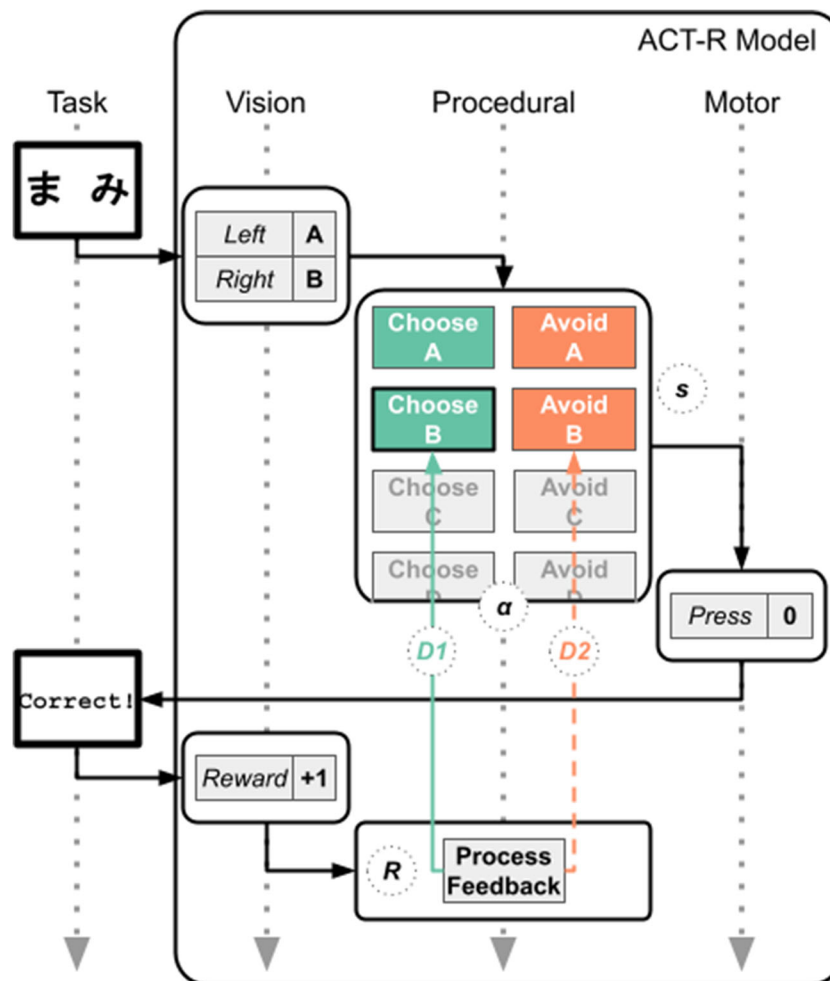 ACT-R Model
Task
Vision
Procedural
Motor
ま み
Left A
Right B
Choose A
Avoid A
Choose B
Avoid B
Choose C
Avoid C
Choose D
Avoid D
s
α
Press 0
D1
D2
Correct!
Reward +1
R
Process
Feedback